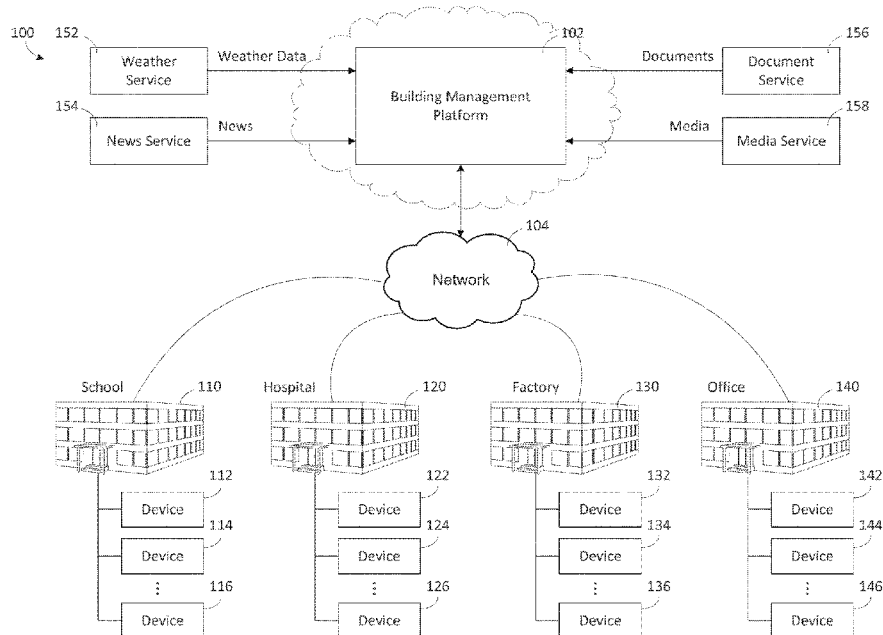 100
152
Weather
Service
Weather Data
102
Building Management
Platform
Documents
156
Document
Service
154
News Service
News
Media
158
Media Service
104
Network
School
110
Hospital
120
Factory
130
Office
140
112
Device
122
Device
132
Device
142
Device
114
Device
124
Device
134
Device
144
Device
...
...
...
...
116
Device
126
Device
136
Device
146
Device